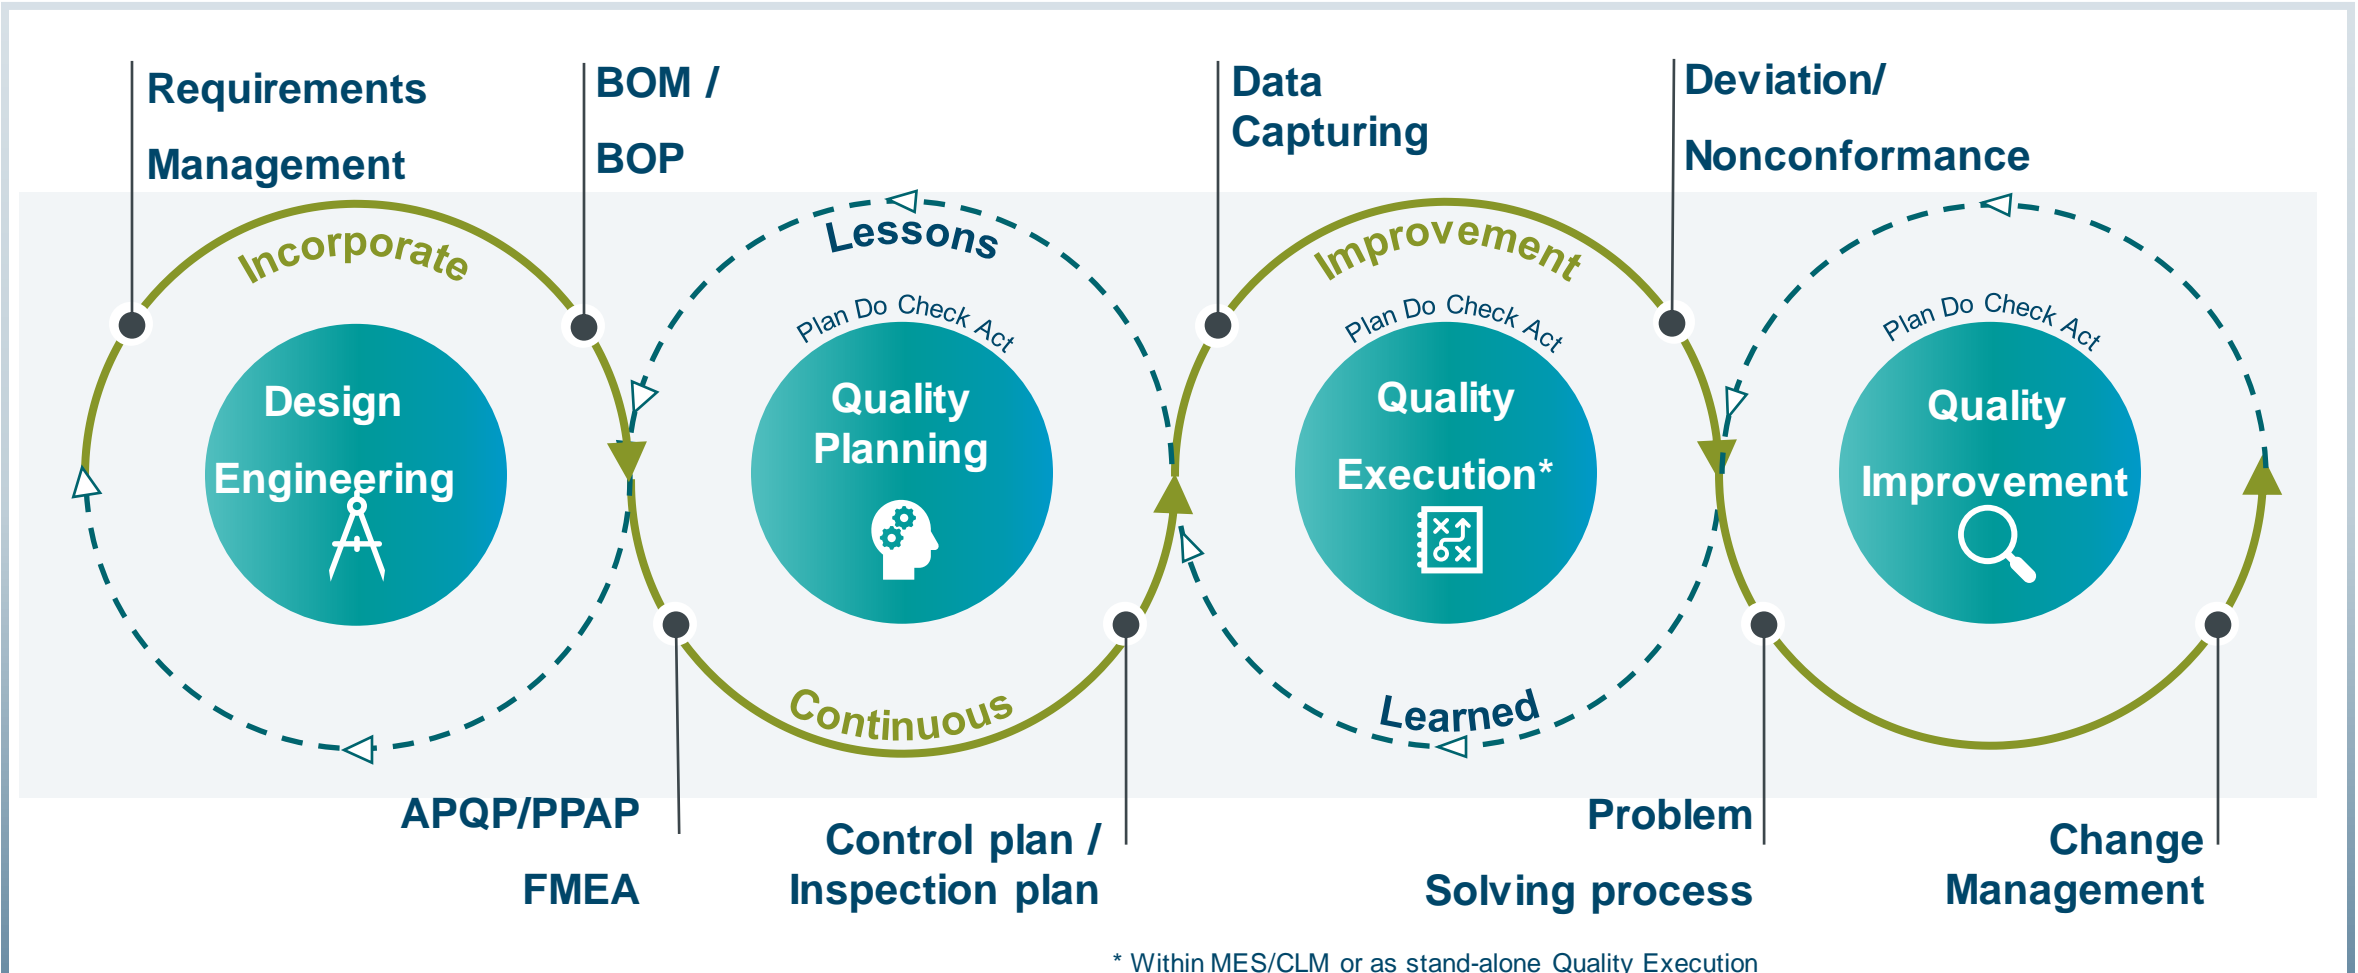 Requirements
Management
BOM /
BOP
Data
Capturing
Deviation/
Nonconformance
Incorporate
Lessons
Improvement
Plan Do Check Act
Plan Do Check Act
Plan Do Check Act
Design
Engineering
Quality
Planning
Quality
Execution*
Quality
Improvement
Continuous
Learned
APQP/PPAP
FMEA
Control plan /
Inspection plan
Problem
Solving process
Change
Management
* Within MES/CLM or as stand-alone Quality Execution